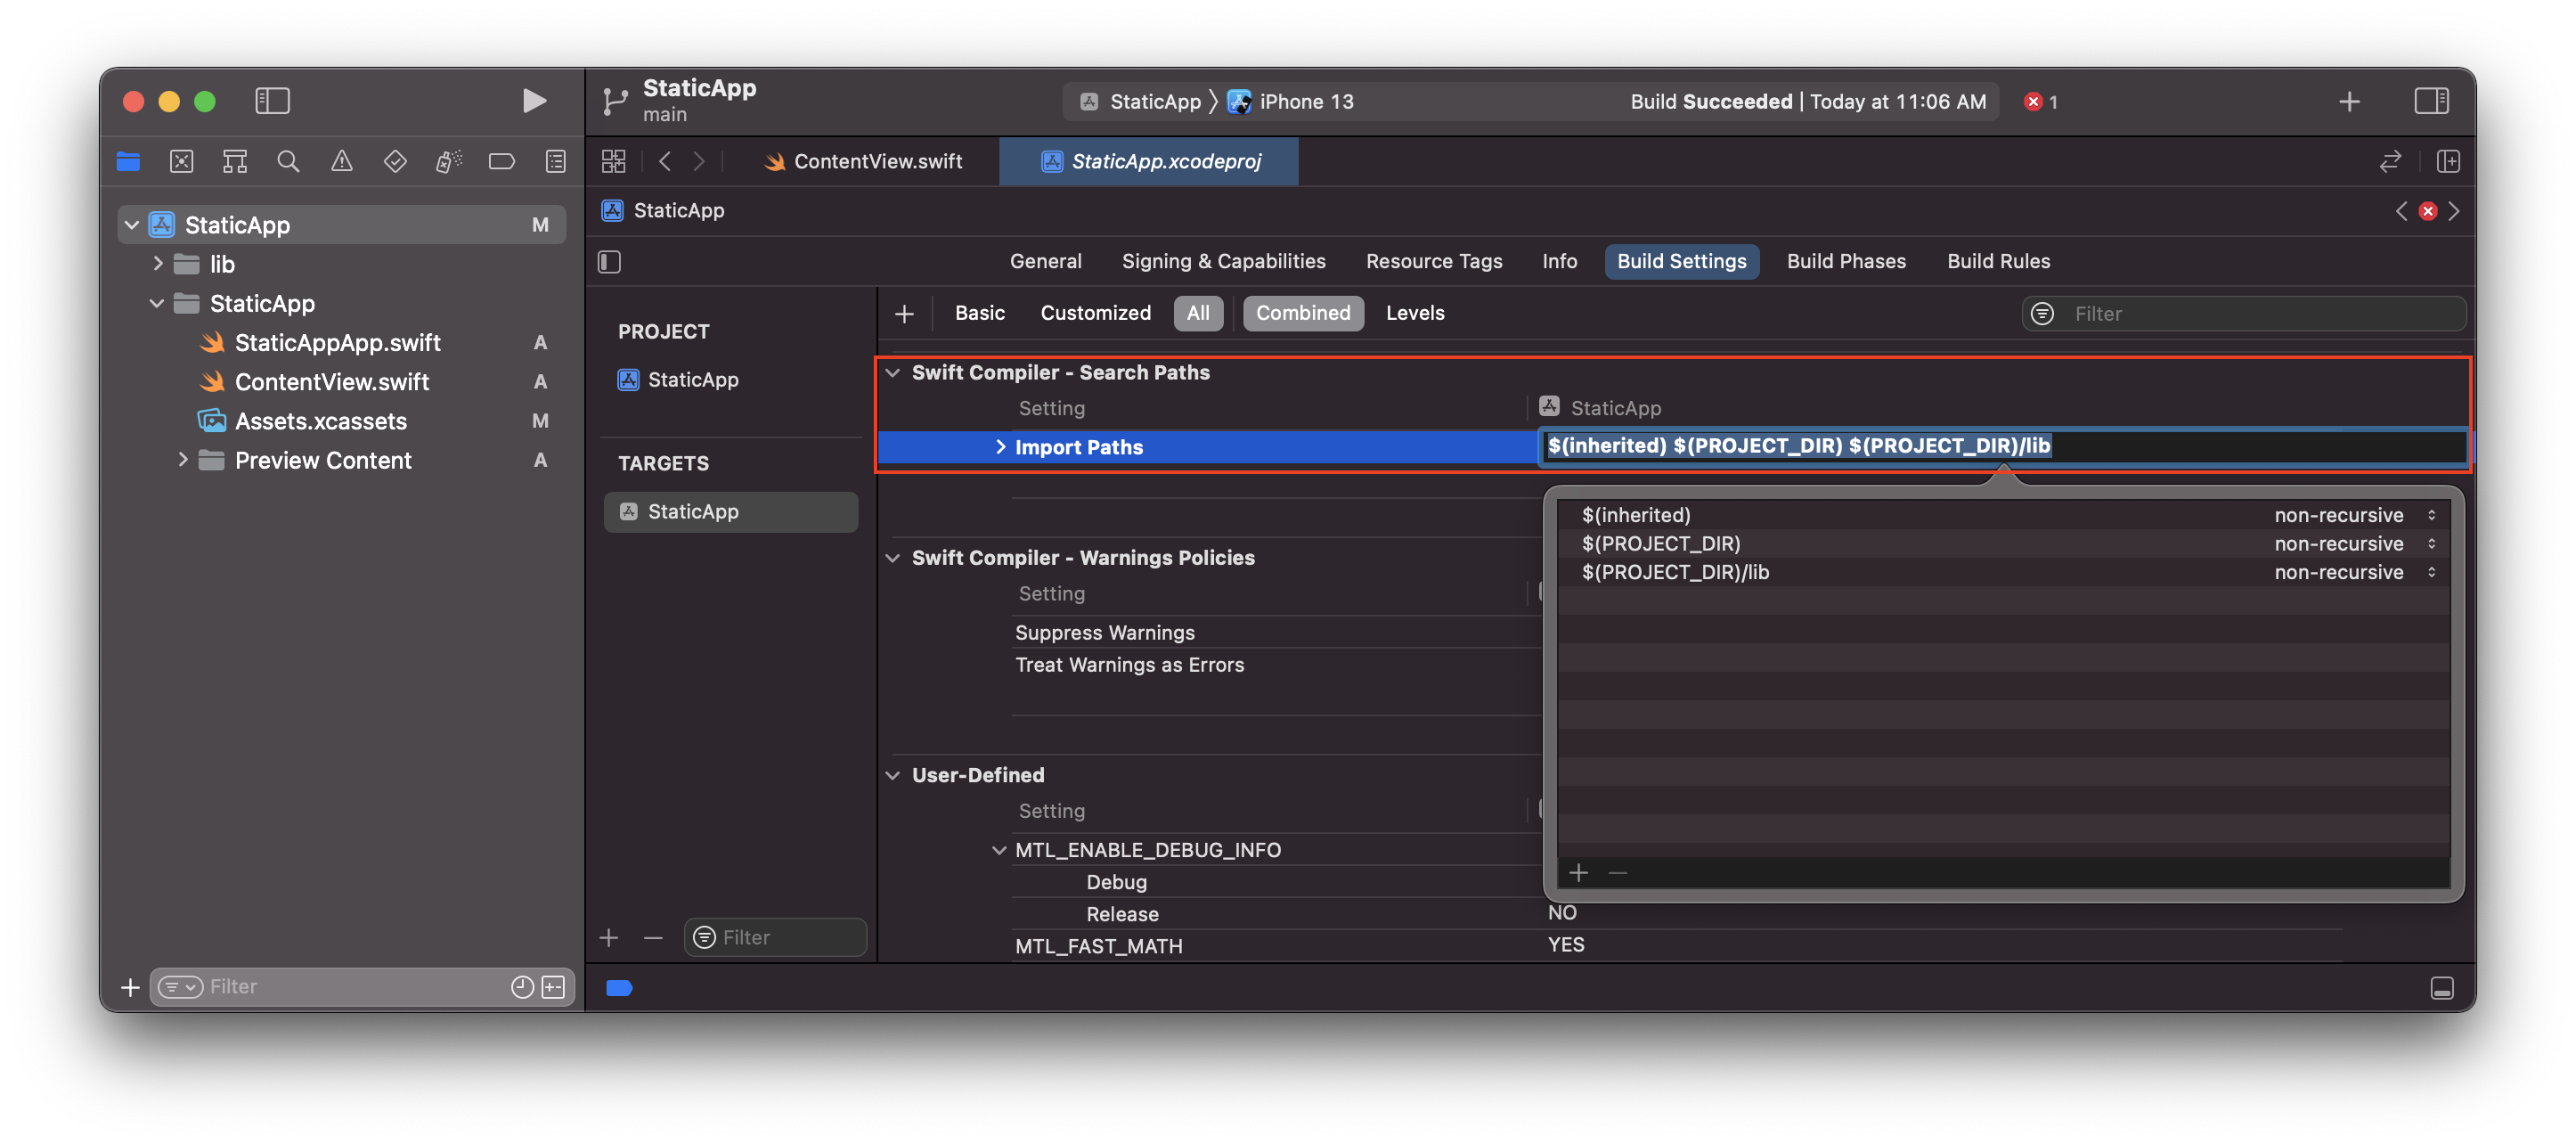 StaticApp
main
StaticApp
iPhone 13
Build Succeeded | Today at 11:06 AM
1
ContentView.swift
StaticApp.xcodeproj
StaticApp M
lib
StaticApp
StaticAppApp.swift A
ContentView.swift A
Assets.xcassets M
Preview Content A
Filter
StaticApp
General Signing & Capabilities Resource Tags Info Build Settings Build Phases Build Rules
PROJECT
StaticApp
TARGETS
StaticApp
Filter
Basic Customized All Combined Levels
Filter
Swift Compiler - Search Paths
Setting StaticApp
Import Paths $(inherited) $(PROJECT_DIR) $(PROJECT_DIR)/lib
$(inherited) non-recursive
$(PROJECT_DIR) non-recursive
$(PROJECT_DIR)/lib non-recursive
Swift Compiler - Warnings Policies
Setting
Suppress Warnings
Treat Warnings as Errors
User-Defined
Setting
MTL_ENABLE_DEBUG_INFO
Debug
Release NO
MTL_FAST_MATH YES